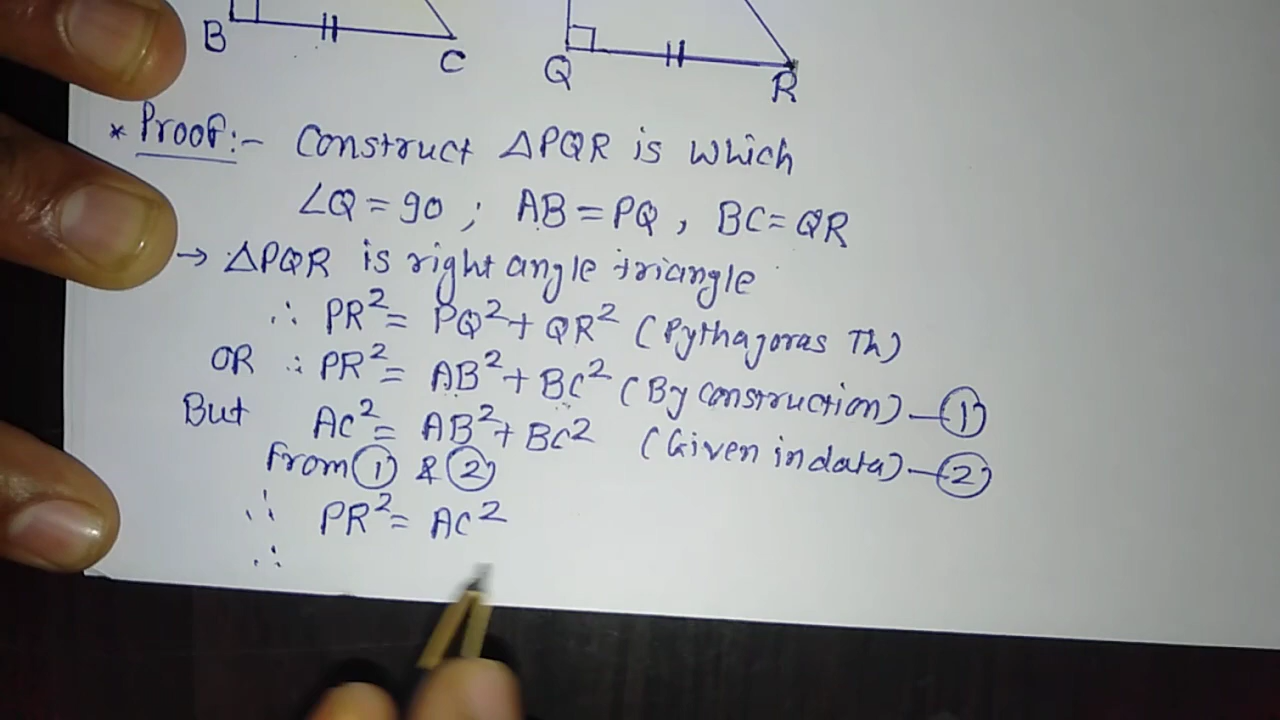 B C Q R
* Proof:- Construct △PQR is which
∠Q = 90 ; AB = PQ , BC = QR
→ △PQR is right angle triangle
∴ PR² = PQ² + QR² (Pythagoras Th)
OR ∴ PR² = AB² + BC² (By construction) — ①
But AC² = AB² + BC² (Given in data) — ②
From ① & ②
∴ PR² = AC²
∴